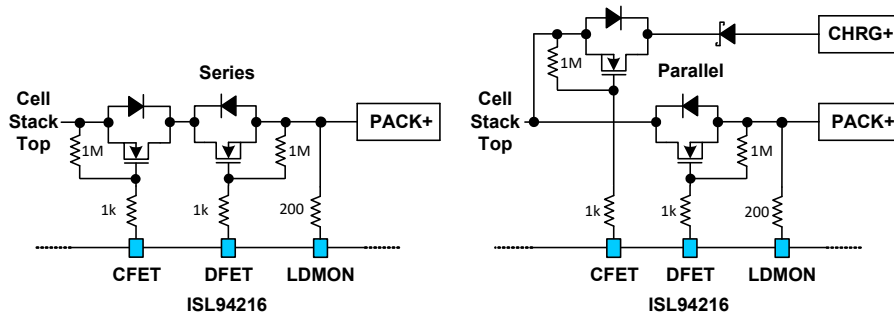 Series
Cell
Stack
Top
1M
1M
PACK+
1k
1k
200
CFET
DFET
LDMON
ISL94216
CHRG+
1M
Parallel
Cell
Stack
Top
PACK+
1M
1k
1k
200
CFET
DFET
LDMON
ISL94216